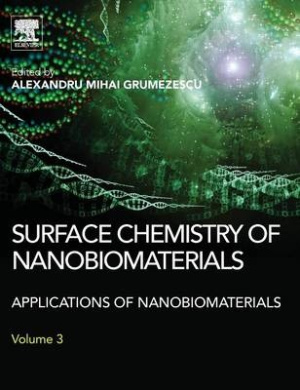 ELSEVIER
Edited by
ALEXANDRU MIHAI GRUMEZESCU
SURFACE CHEMISTRY OF
NANOBIOMATERIALS
APPLICATIONS OF NANOBIOMATERIALS
Volume 3